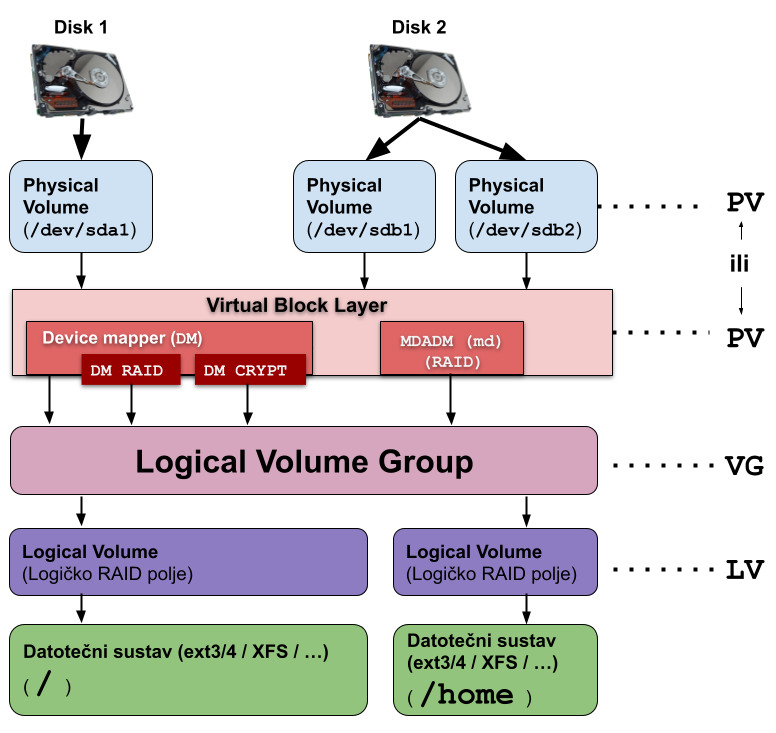 Disk 1
Disk 2
Physical
Volume
(/dev/sda1)
Physical
Volume
(/dev/sdb1)
Physical
Volume
(/dev/sdb2)
PV
ili
PV
Virtual Block Layer
Device mapper (DM)
DM RAID
DM CRYPT
MDADM (md)
(RAID)
Logical Volume Group
VG
Logical Volume
(Logičko RAID polje)
Logical Volume
(Logičko RAID polje)
LV
Datotečni sustav (ext3/4 / XFS / ...)
( / )
Datotečni sustav
(ext3/4 / XFS / ...)
( /home )